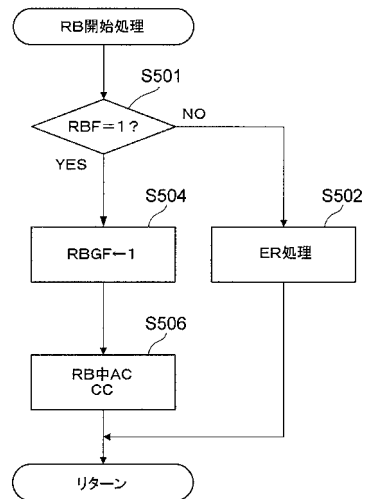 RB開始処理
S501
RBF=1?
NO
YES
S504
S502
RBGF←1
ER処理
S506
RB中AC
CC
リターン